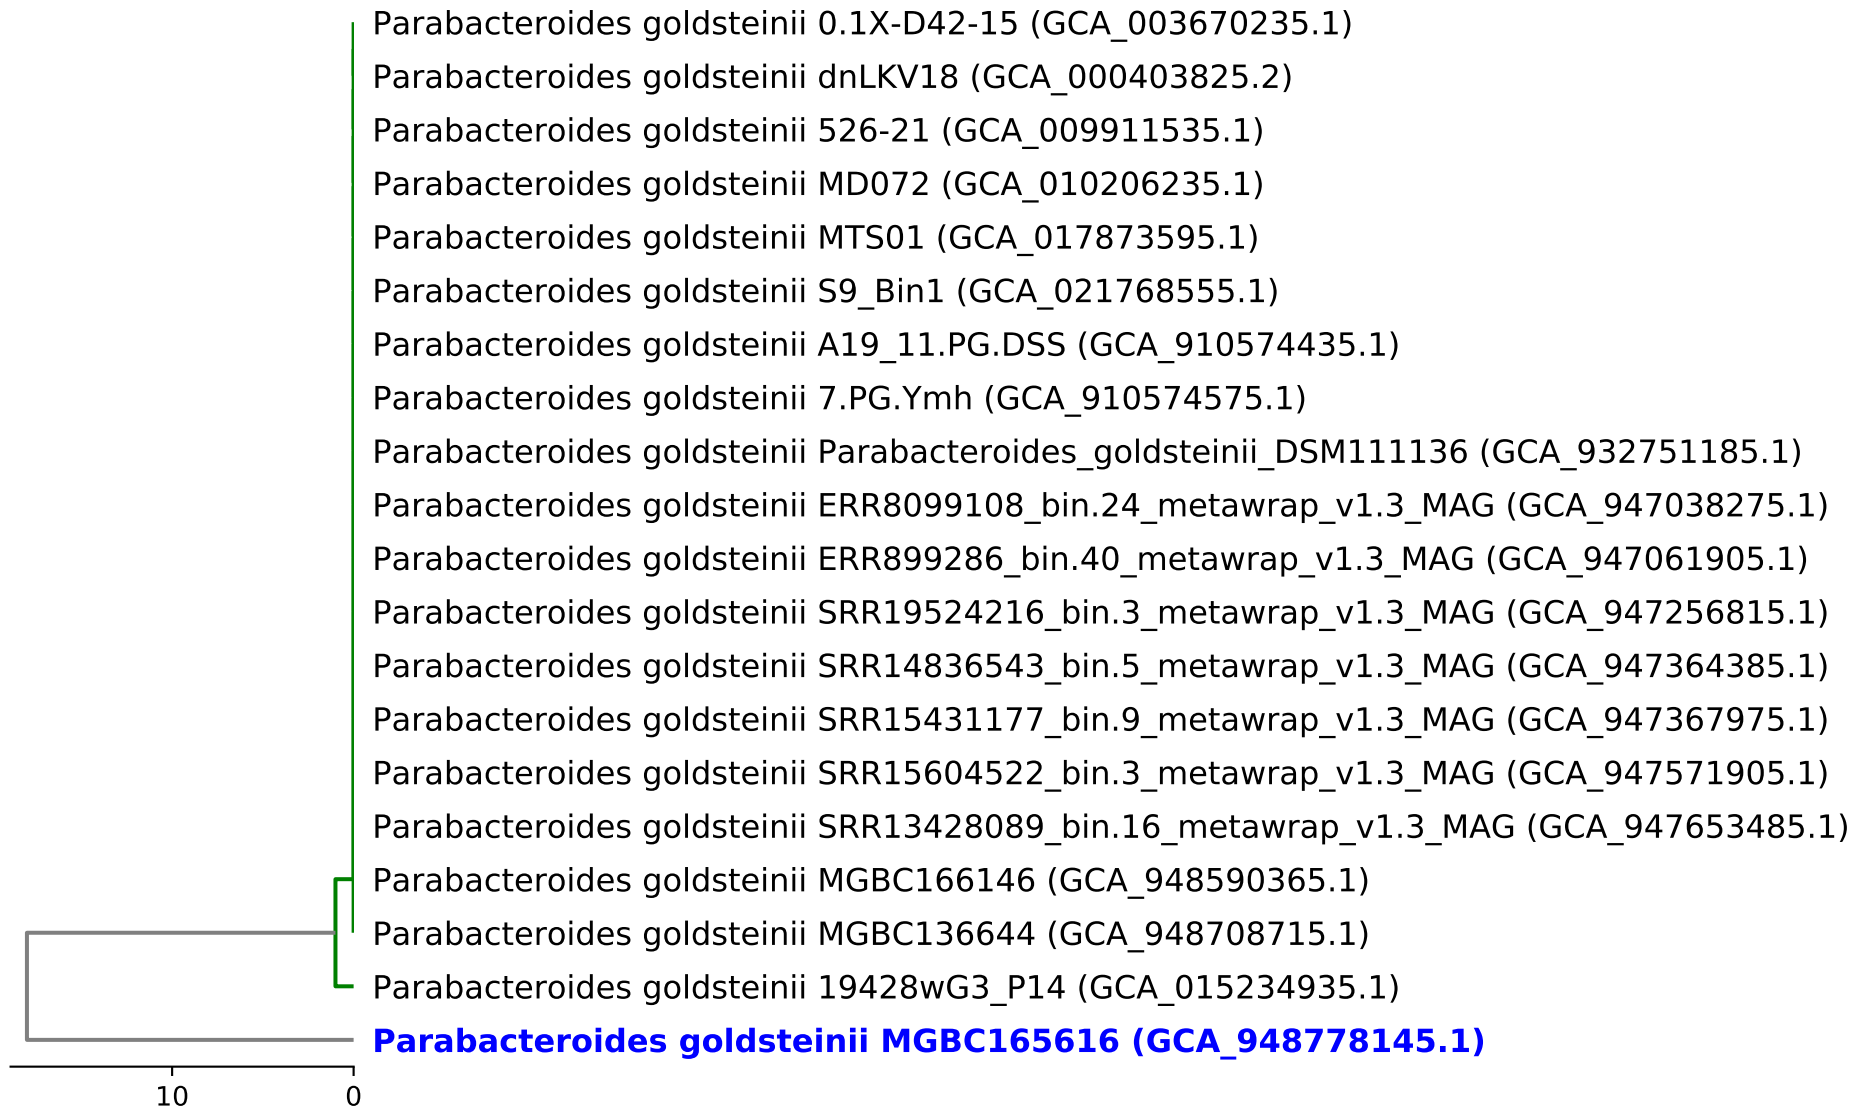 Parabacteroides goldsteinii 0.1X-D42-15 (GCA_003670235.1)
Parabacteroides goldsteinii dnLKV18 (GCA_000403825.2)
Parabacteroides goldsteinii 526-21 (GCA_009911535.1)
Parabacteroides goldsteinii MD072 (GCA_010206235.1)
Parabacteroides goldsteinii MTS01 (GCA_017873595.1)
Parabacteroides goldsteinii S9_Bin1 (GCA_021768555.1)
Parabacteroides goldsteinii A19_11.PG.DSS (GCA_910574435.1)
Parabacteroides goldsteinii 7.PG.Ymh (GCA_910574575.1)
Parabacteroides goldsteinii Parabacteroides_goldsteinii_DSM111136 (GCA_932751185.1)
Parabacteroides goldsteinii ERR8099108_bin.24_metawrap_v1.3_MAG (GCA_947038275.1)
Parabacteroides goldsteinii ERR899286_bin.40_metawrap_v1.3_MAG (GCA_947061905.1)
Parabacteroides goldsteinii SRR19524216_bin.3_metawrap_v1.3_MAG (GCA_947256815.1)
Parabacteroides goldsteinii SRR14836543_bin.5_metawrap_v1.3_MAG (GCA_947364385.1)
Parabacteroides goldsteinii SRR15431177_bin.9_metawrap_v1.3_MAG (GCA_947367975.1)
Parabacteroides goldsteinii SRR15604522_bin.3_metawrap_v1.3_MAG (GCA_947571905.1)
Parabacteroides goldsteinii SRR13428089_bin.16_metawrap_v1.3_MAG (GCA_947653485.1)
Parabacteroides goldsteinii MGBC166146 (GCA_948590365.1)
Parabacteroides goldsteinii MGBC136644 (GCA_948708715.1)
Parabacteroides goldsteinii 19428wG3_P14 (GCA_015234935.1)
Parabacteroides goldsteinii MGBC165616 (GCA_948778145.1)
10 0